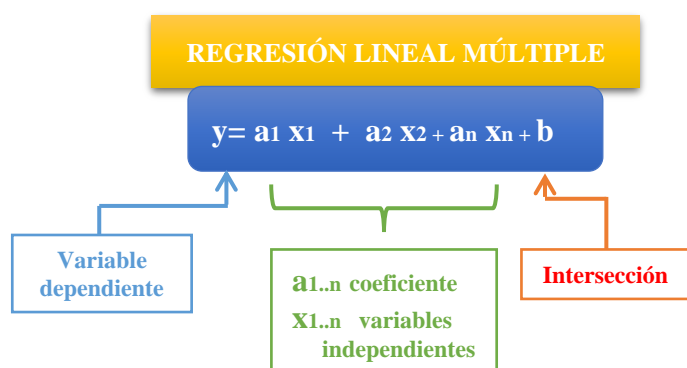 REGRESIÓN LINEAL MÚLTIPLE
y= a1 x1 + a2 x2 + an xn + b
Variable
dependiente
a1..n coeficiente
x1..n variables
independientes
Intersección